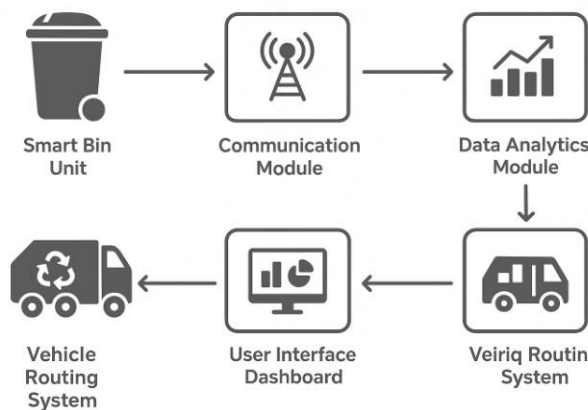 Smart Bin
Unit
Communication
Module
Data Analytics
Module
Vehicle
Routing
System
User Interface
Dashboard
Veiriq Routin
System